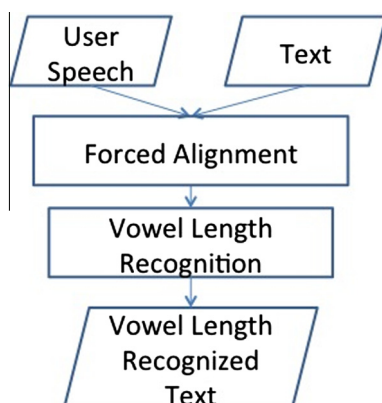 User
Speech
Text
Forced Alignment
Vowel Length
Recognition
Vowel Length
Recognized
Text